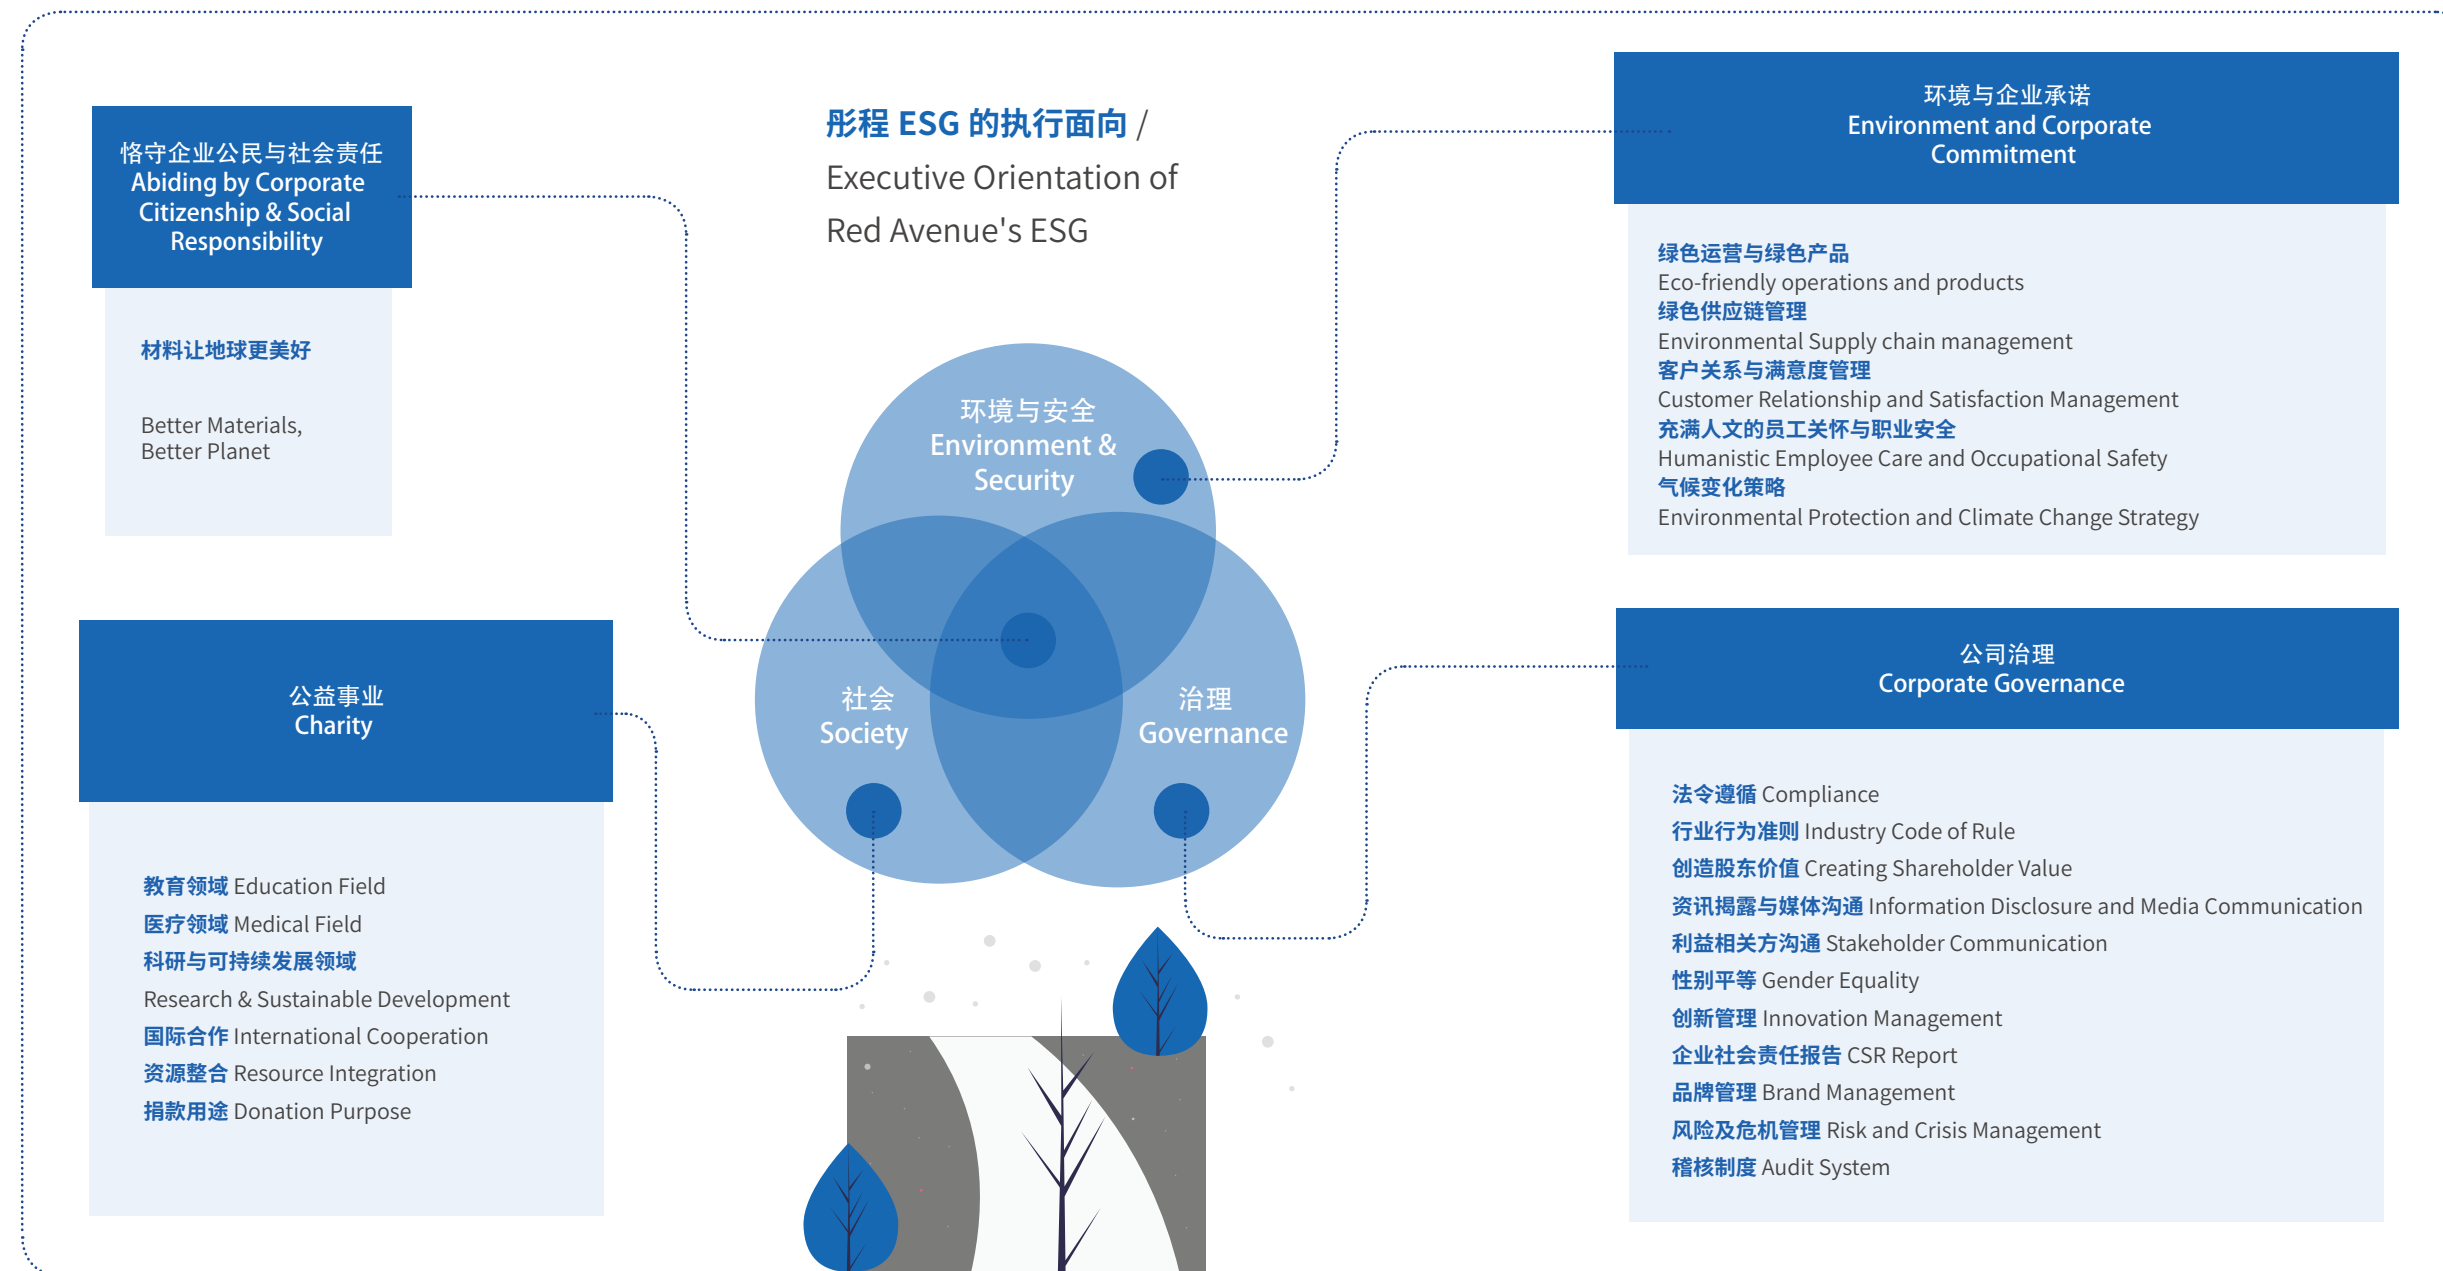 彤程 ESG 的执行面向 /
Executive Orientation of
Red Avenue's ESG
恪守企业公民与社会责任
Abiding by Corporate
Citizenship & Social
Responsibility
材料让地球更美好
Better Materials,
Better Planet
公益事业
Charity
教育领域 Education Field
医疗领域 Medical Field
科研与可持续发展领域
Research & Sustainable Development
国际合作 International Cooperation
资源整合 Resource Integration
捐款用途 Donation Purpose
环境与安全
Environment &
Security
社会
Society
治理
Governance
环境与企业承诺
Environment and Corporate
Commitment
绿色运营与绿色产品
Eco-friendly operations and products
绿色供应链管理
Environmental Supply chain management
客户关系与满意度管理
Customer Relationship and Satisfaction Management
充满人文的员工关怀与职业安全
Humanistic Employee Care and Occupational Safety
气候变化策略
Environmental Protection and Climate Change Strategy
公司治理
Corporate Governance
法令遵循 Compliance
行业行为准则 Industry Code of Rule
创造股东价值 Creating Shareholder Value
资讯揭露与媒体沟通 Information Disclosure and Media Communication
利益相关方沟通 Stakeholder Communication
性别平等 Gender Equality
创新管理 Innovation Management
企业社会责任报告 CSR Report
品牌管理 Brand Management
风险及危机管理 Risk and Crisis Management
稽核制度 Audit System